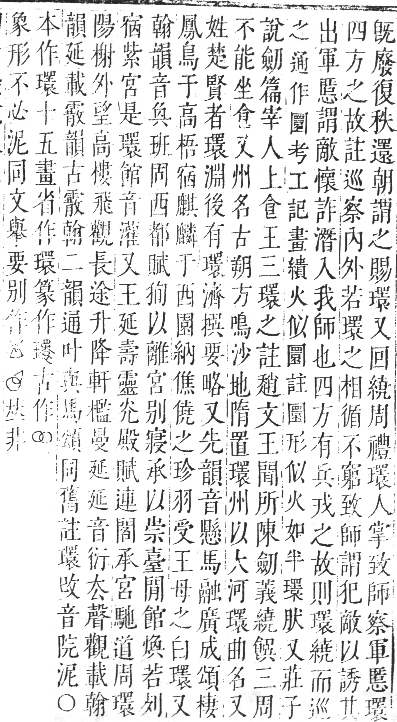 旣廢復秩還朝謂之賜環又回繞周禮環人掌致師察軍慝環
四方之故註巡察內外若環之相循不窮致師謂犯敵以誘其
出軍慝謂敵懷詐潛入我師也四方有兵戎之故則環繞而巡
之通作圜考工記畫繢火似圜註圜形似火如半環狀又莊子
說劒篇宰人上食王三環之註趙文王聞所陳劒義繞饌三周
不能坐食又州名古朔方鳴沙地隋置環州以大河環曲名又
姓楚賢者環淵後有環濟撰要略又先韻音懸馬融廣成頌棲
鳳鳥于高梧宿麒麟于西園納僬僥之珍羽受王母之白環又
翰韻音奐班固西都賦徇以離宮別寢承以崇臺閒館煥若列
宿紫宮是環館音灌又王延壽靈光殿賦連閣承宮馳道周環
陽榭外望高樓飛觀長途升降軒檻曼延延音衍去聲觀載翰
韻延載霰韻古霰翰二韻通叶與馬頌同舊註環改音院泥○
本作環十五畫省作環篆作環古作
象形不必泥同文舉要別作 㘣非